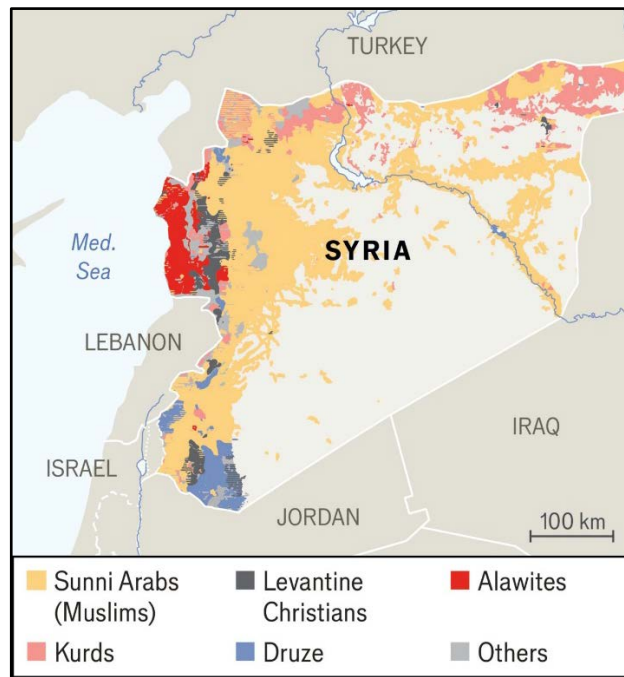 TURKEY
Med.
Sea
SYRIA
LEBANON
IRAQ
ISRAEL
JORDAN
100 km
Sunni Arabs
(Muslims)
Levantine
Christians
Alawites
Kurds
Druze
Others